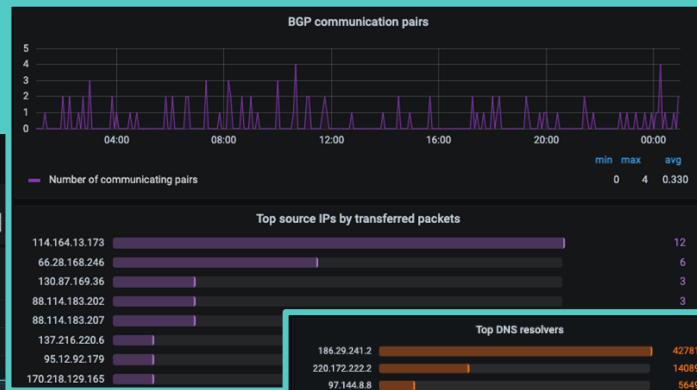 BGP communication pairs
5
4
3
2
1
0
04:00 08:00 12:00 16:00 20:00 00:00
min max avg
Number of communicating pairs 0 4 0.330
Top source IPs by transferred packets
114.164.13.173 12
66.28.168.246 6
130.87.169.36 3
88.114.183.202 3
88.114.183.207
137.216.220.6
95.12.92.179
170.218.129.165
Top DNS resolvers
186.29.241.2 42781
220.172.222.2 14089
97.144.8.8 5649